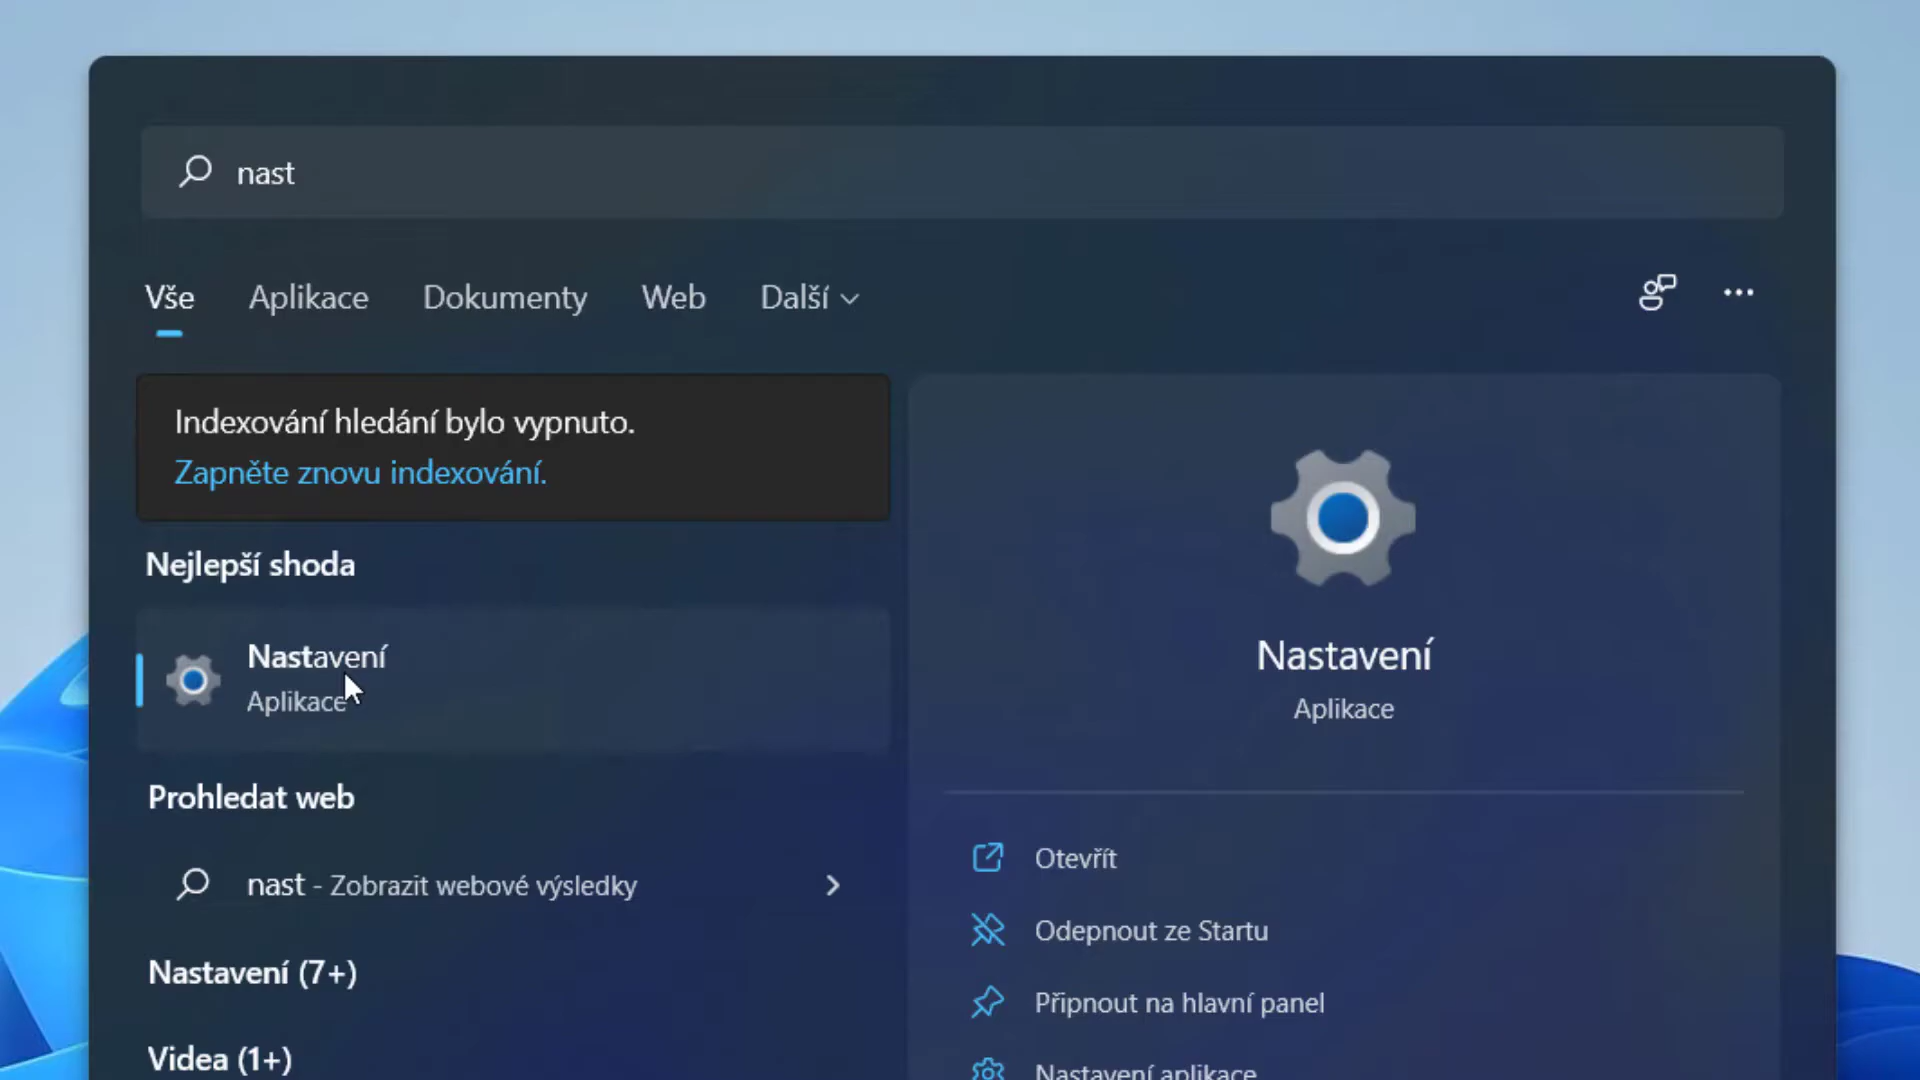 nast
Vše
Aplikace
Dokumenty
Web
Další
Indexování hledání bylo vypnuto.
Zapněte znovu indexování.
Nejlepší shoda
Nastavení
Aplikace
Prohledat web
nast - Zobrazit webové výsledky
Nastavení (7+)
Videa (1+)
Nastavení
Aplikace
Otevřít
Odepnout ze Startu
Připnout na hlavní panel
Nastavení aplikace